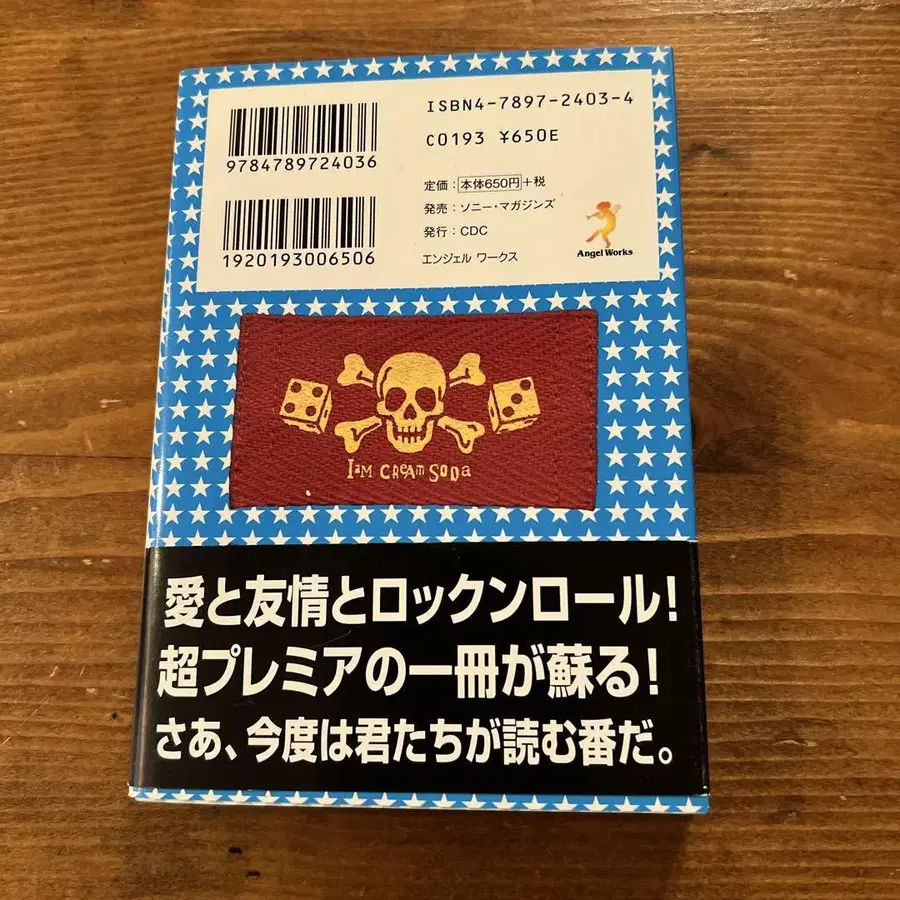 ISBN4-7897-2403-4
C0193 ¥650E
9784789724036
1920193006506
定価：本体650円+税
発売：ソニー・マガジンズ
発行：CDC
エンジェル ワークス
Angel Works
IaM CREAM SODa
愛と友情とロックンロール！
超プレミアの一冊が蘇る！
さあ、今度は君たちが読む番だ。